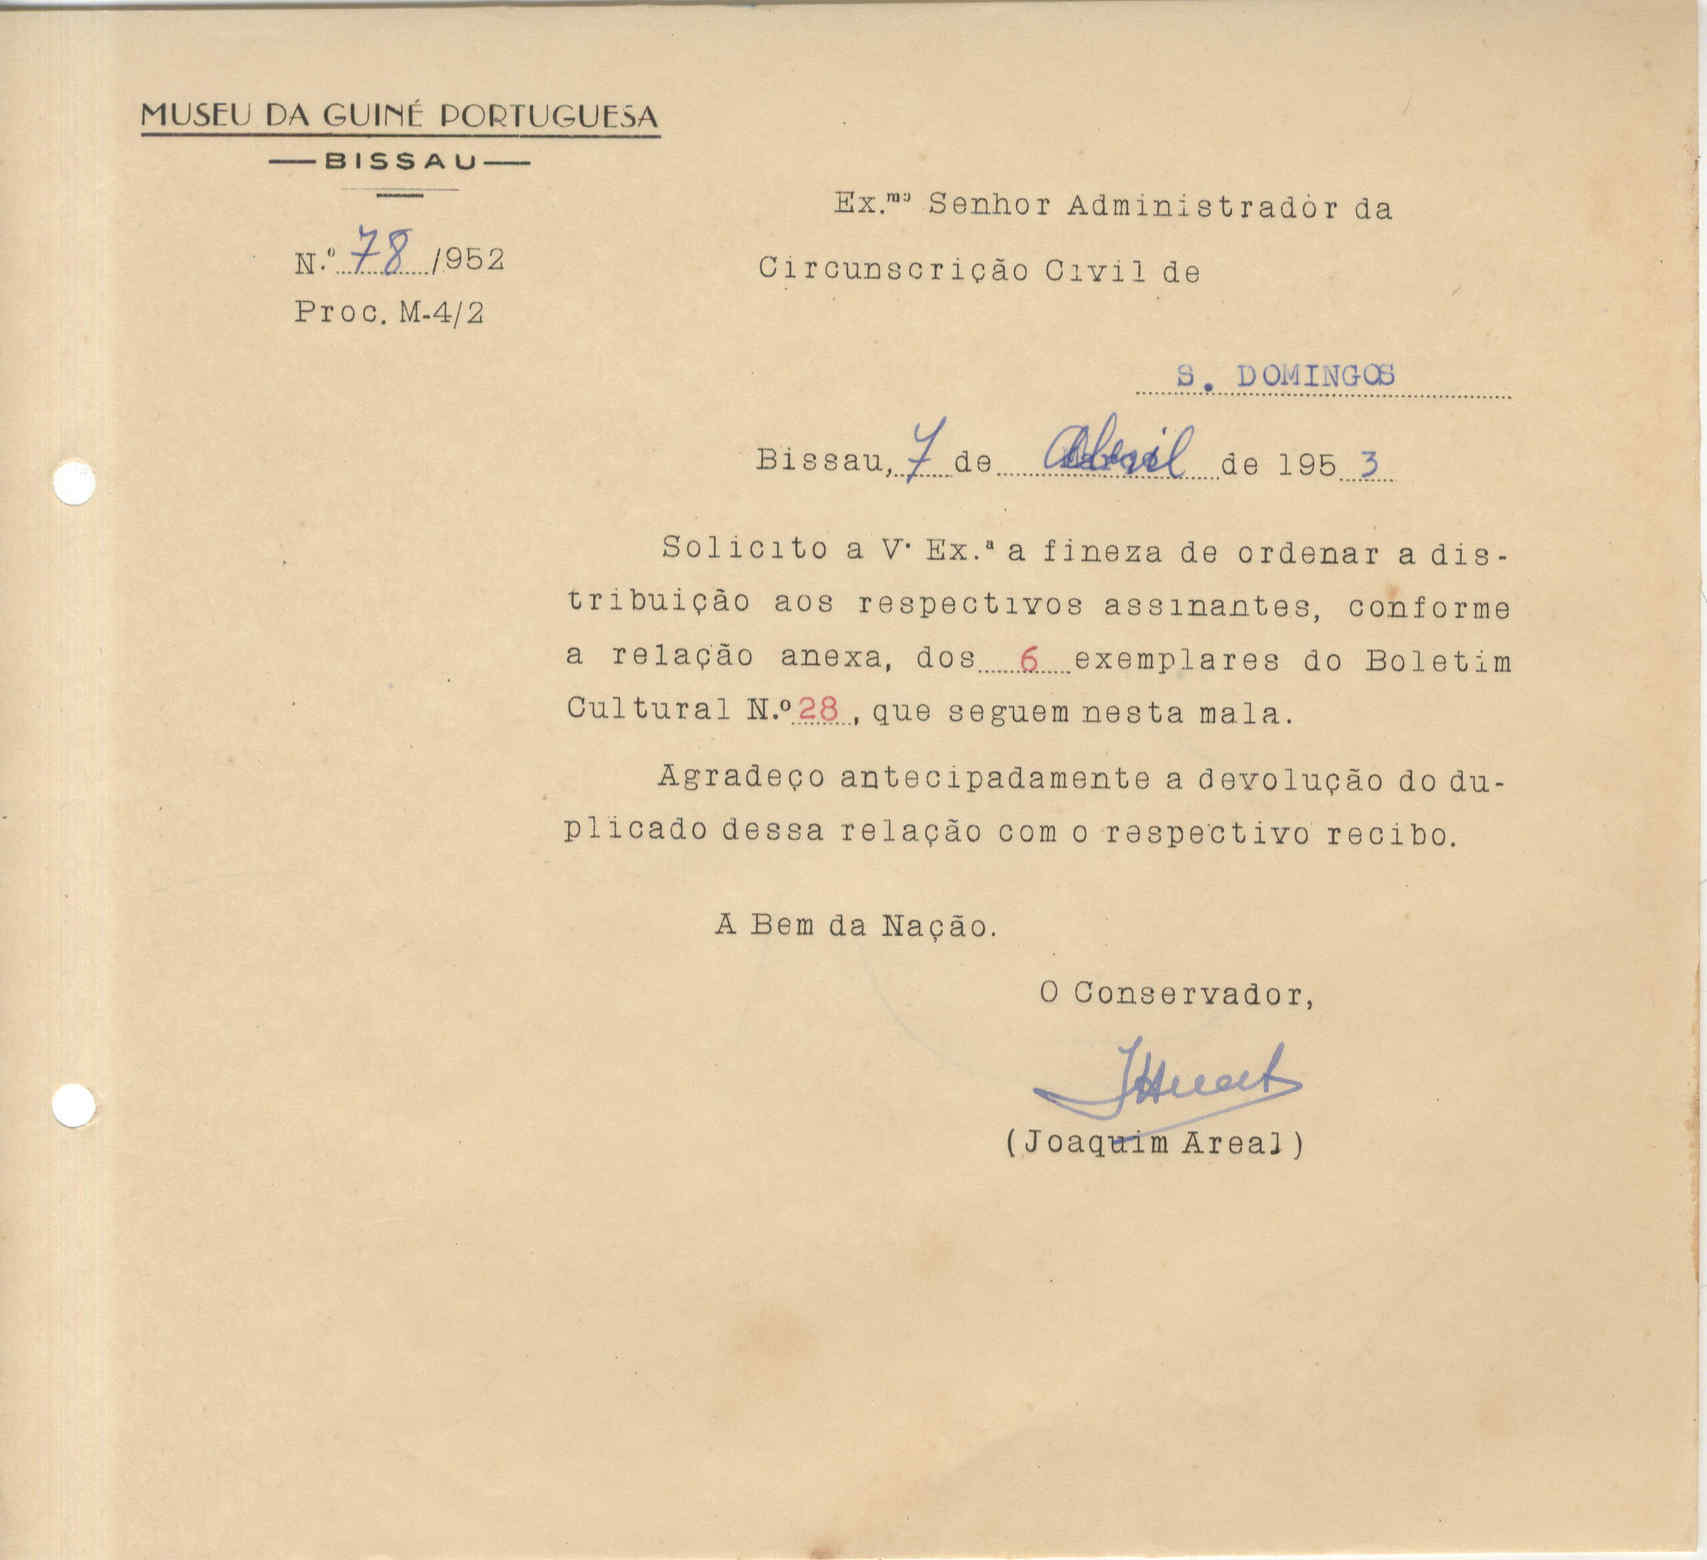 MUSEU DA GUINÉ PORTUGUESA
BISSAU
N.º 78 /952
Proc. M-4/2
Ex.mo Senhor Administrador da
Circunscrição Civil de
S. DOMINGOS
Bissau, 7 de Abril de 195 3
Solicito a V. Ex.ª a fineza de ordenar a dis-
tribuição aos respectivos assinantes, conforme
a relação anexa, dos 6 exemplares do Boletim
Cultural N.º 28, que seguem nesta mala.
Agradeço antecipadamente a devolução do du-
plicado dessa relação com o respectivo recibo.
A Bem da Nação.
O Conservador,
(Joaquim Areal)